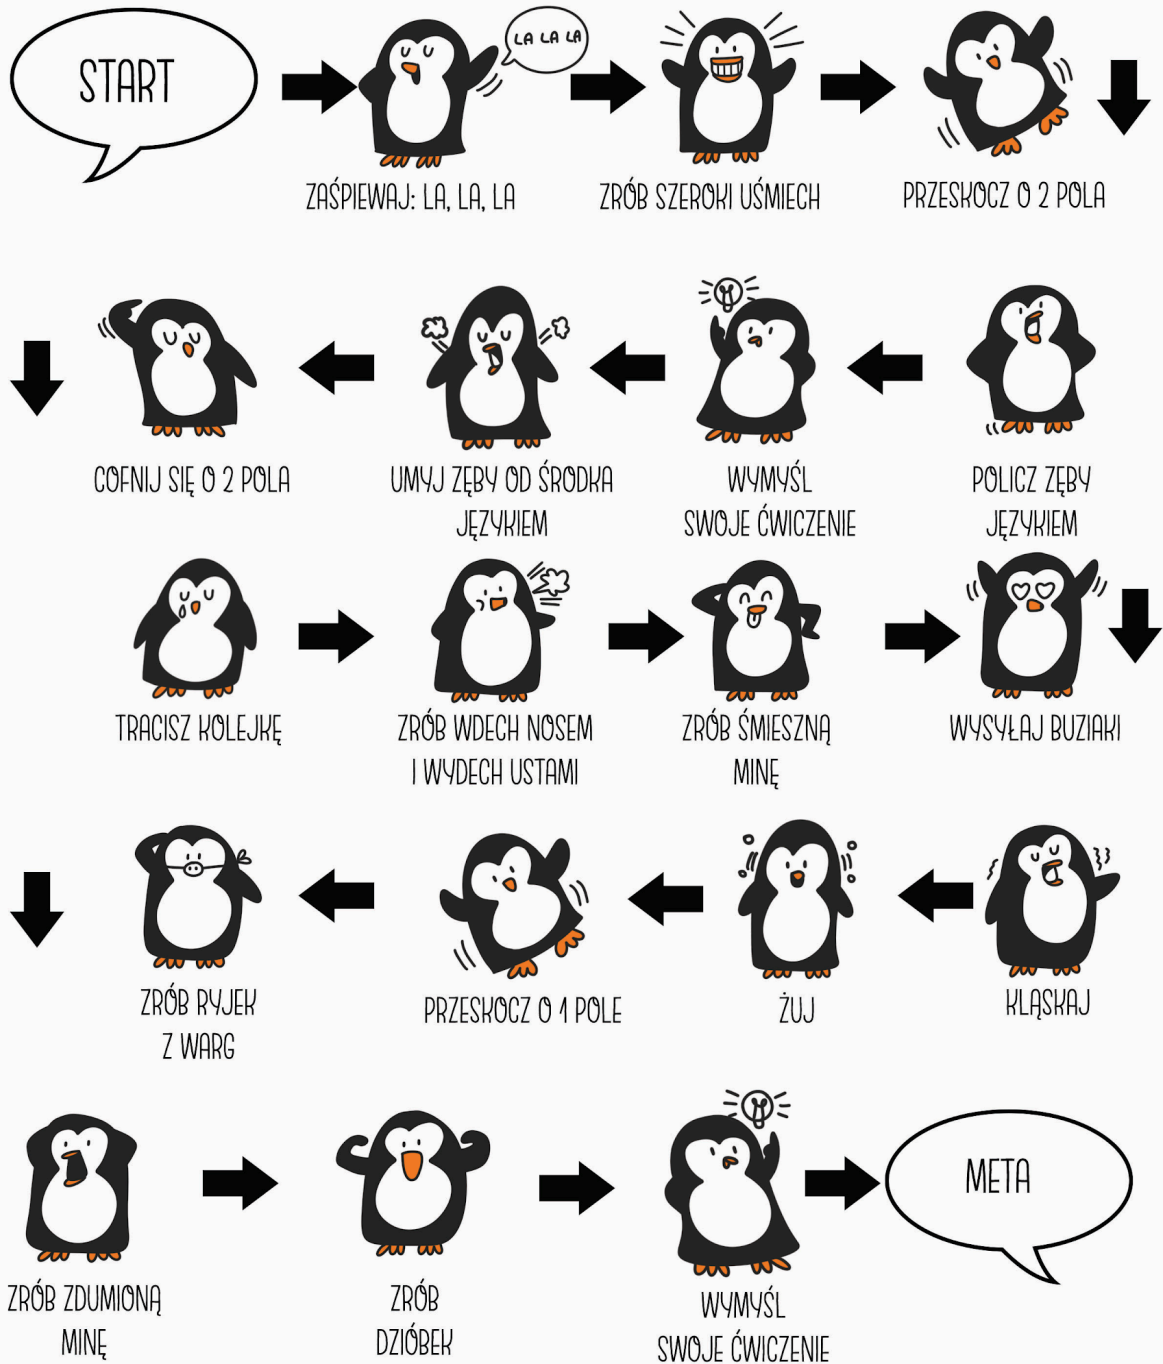 START
LA LA LA
ZAŚPIEWAJ: LA, LA, LA
ZRÓB SZEROKI UŚMIECH
PRZESKOCZ O 2 POLA
COFNIJ SIĘ O 2 POLA
UMYJ ZĘBY OD ŚRODKA
JĘZYKIEM
WYMYŚL
SWOJE ĆWICZENIE
POLICZ ZĘBY
JĘZYKIEM
TRACISZ KOLEJKĘ
ZRÓB WDECH NOSEM
I WYDECH USTAMI
ZRÓB ŚMIESZNĄ
MINĘ
WYSYŁAJ BUZIAKI
ZRÓB RYJEK
Z WARG
PRZESKOCZ O 1 POLE
ŻUJ
KLĄSKAJ
ZRÓB ZDUMIONĄ
MINĘ
ZRÓB
DZIÓBEK
WYMYŚL
SWOJE ĆWICZENIE
META